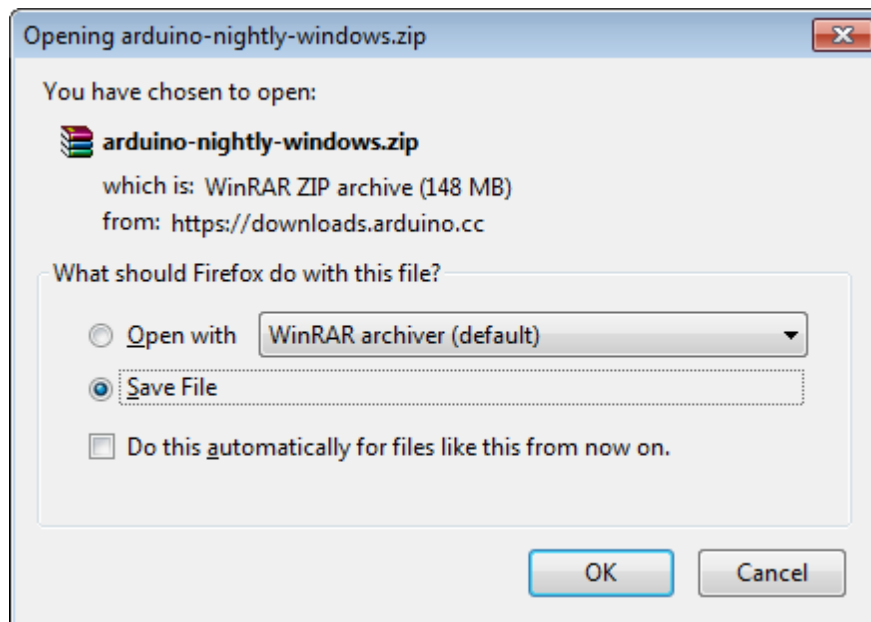 Opening arduino-nightly-windows.zip
You have chosen to open:
arduino-nightly-windows.zip
which is: WinRAR ZIP archive (148 MB)
from: https://downloads.arduino.cc
What should Firefox do with this file?
Open with WinRAR archiver (default)
Save File
Do this automatically for files like this from now on.
OK Cancel